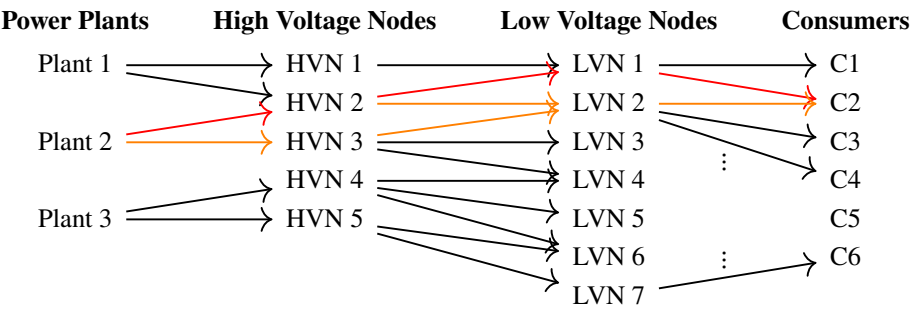 Power Plants High Voltage Nodes Low Voltage Nodes Consumers
Plant 1 HVN 1 LVN 1 C1
HVN 2 LVN 2 C2
Plant 2 HVN 3 LVN 3 C3
HVN 4 LVN 4 C4
Plant 3 HVN 5 LVN 5 C5
LVN 6 C6
LVN 7